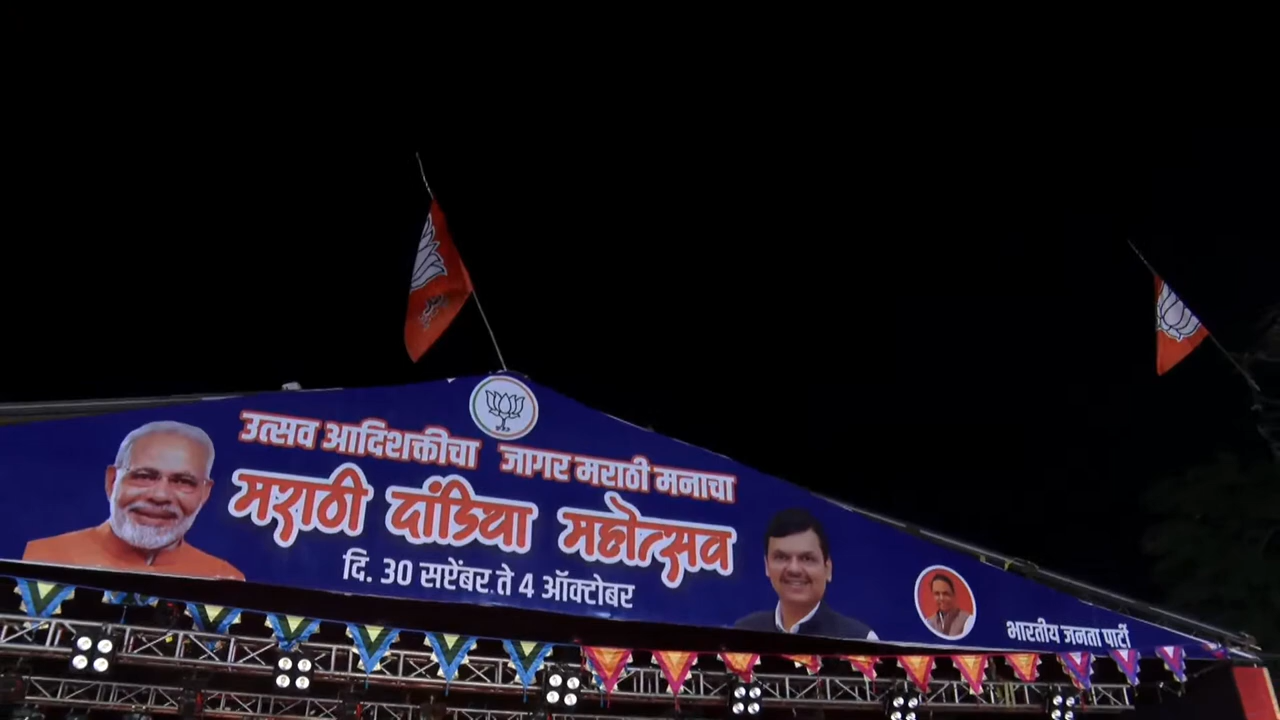 उत्सव आदिशक्तीचा जागर मराठी मनाचा
मराठी दांडिया महोत्सव
दि. 30 सप्टेंबर ते 4 ऑक्टोबर
भारतीय जनता पार्टी